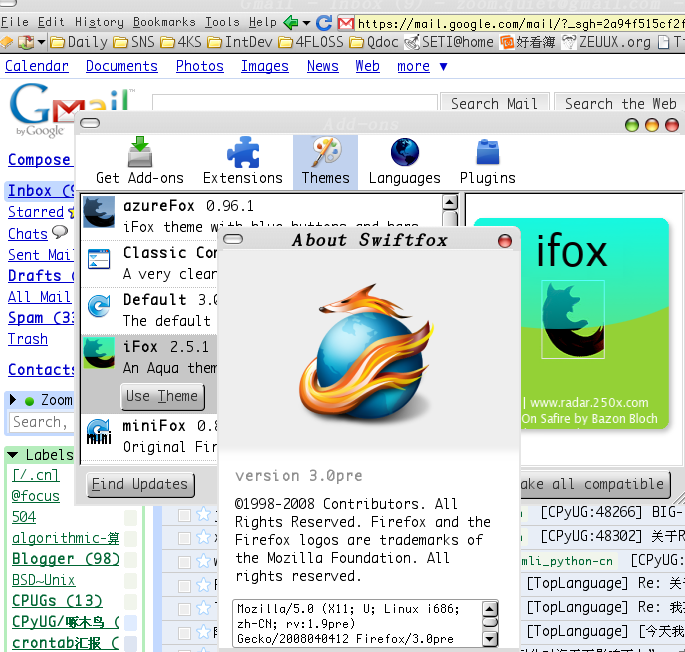 File Edit History Bookmarks Tools Help
https://mail.google.com/mail/?_sgh=2a94f515cf2f
Daily SNS 4KS IntDev 4FLOSS Qdoc SETI@home 好看簿 ZEUUX.org
Calendar Documents Photos Images News Web more ▼
Gmail
by Google
Search Mail Search the Web
Add-ons
Get Add-ons Extensions Themes Languages Plugins
Compose
Inbox
Starred
Chats
Sent Mail
Drafts
All Mail
Spam
Trash
Contacts
Zoom
Search,
Labels
[/.cn]
@focus
504
algorithmic-算
Blogger (98)
BSD~Unix
CPUGs (13)
CPyUG/啄木鸟 (
crontab汇报 (
azureFox 0.96.1
iFox theme with blue buttons and bars
Classic Com
A very clean
Default 3.0
The default
iFox 2.5.1
An Aqua them
Use Theme
miniFox 0.8
Original Fir
Find Updates
ake all compatible
ifox
| www.radar.250x.com
On Safire by Bazon Bloch
About Swiftfox
version 3.0pre
©1998-2008 Contributors. All
Rights Reserved. Firefox and the
Firefox logos are trademarks of
the Mozilla Foundation. All
rights reserved.
Mozilla/5.0 (X11; U; Linux i686;
zh-CN; rv:1.9pre)
Gecko/2008040412 Firefox/3.0pre
[CPyUG:48266] BIG-
[CPyUG:48302] 关于R
mli_python-cn [CPyUG
[TopLanguage] Re: 关
[TopLanguage] Re: 我
[TopLanguage] [今天我